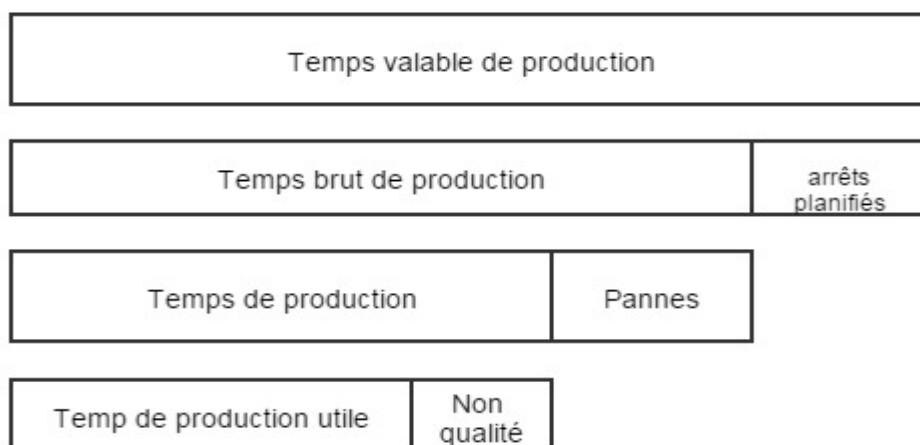 Temps valable de production
Temps brut de production
arrêts
planifiés
Temps de production
Pannes
Temp de production utile
Non
qualité